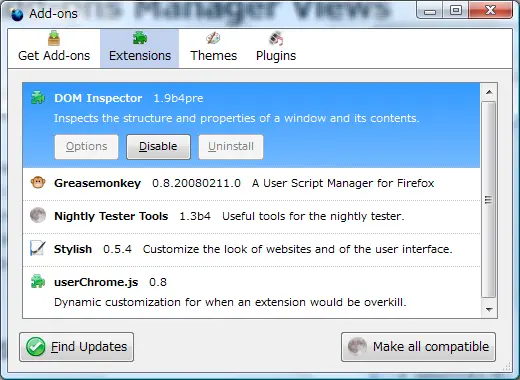 ons Manager Views
Add-ons
Get Add-ons
Extensions
Themes
Plugins
DOM Inspector 1.9b4pre
Inspects the structure and properties of a window and its contents.
Options
Disable
Uninstall
Greasemonkey 0.8.20080211.0 A User Script Manager for Firefox
Nightly Tester Tools 1.3b4 Useful tools for the nightly tester.
Stylish 0.5.4 Customize the look of websites and of the user interface.
userChrome.js 0.8
Dynamic customization for when an extension would be overkill.
Find Updates
Make all compatible